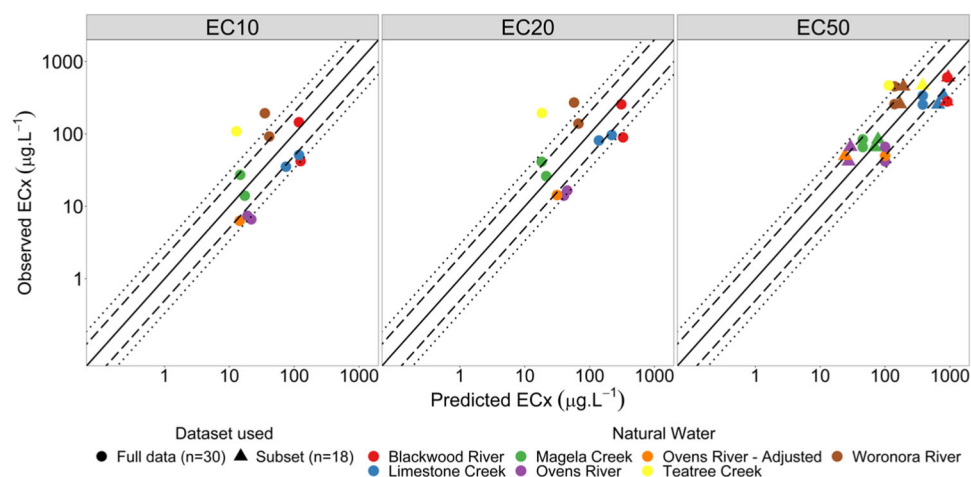 EC10 EC20 EC50
Observed ECx (μg.L⁻¹)
1000
100
10
1
1 10 100 1000 1 10 100 1000 1 10 100 1000
Predicted ECx (μg.L⁻¹)
Dataset used Natural Water
Full data (n=30) Subset (n=18) Blackwood River Magela Creek Ovens River - Adjusted Woronora River
Limestone Creek Ovens River Teatree Creek